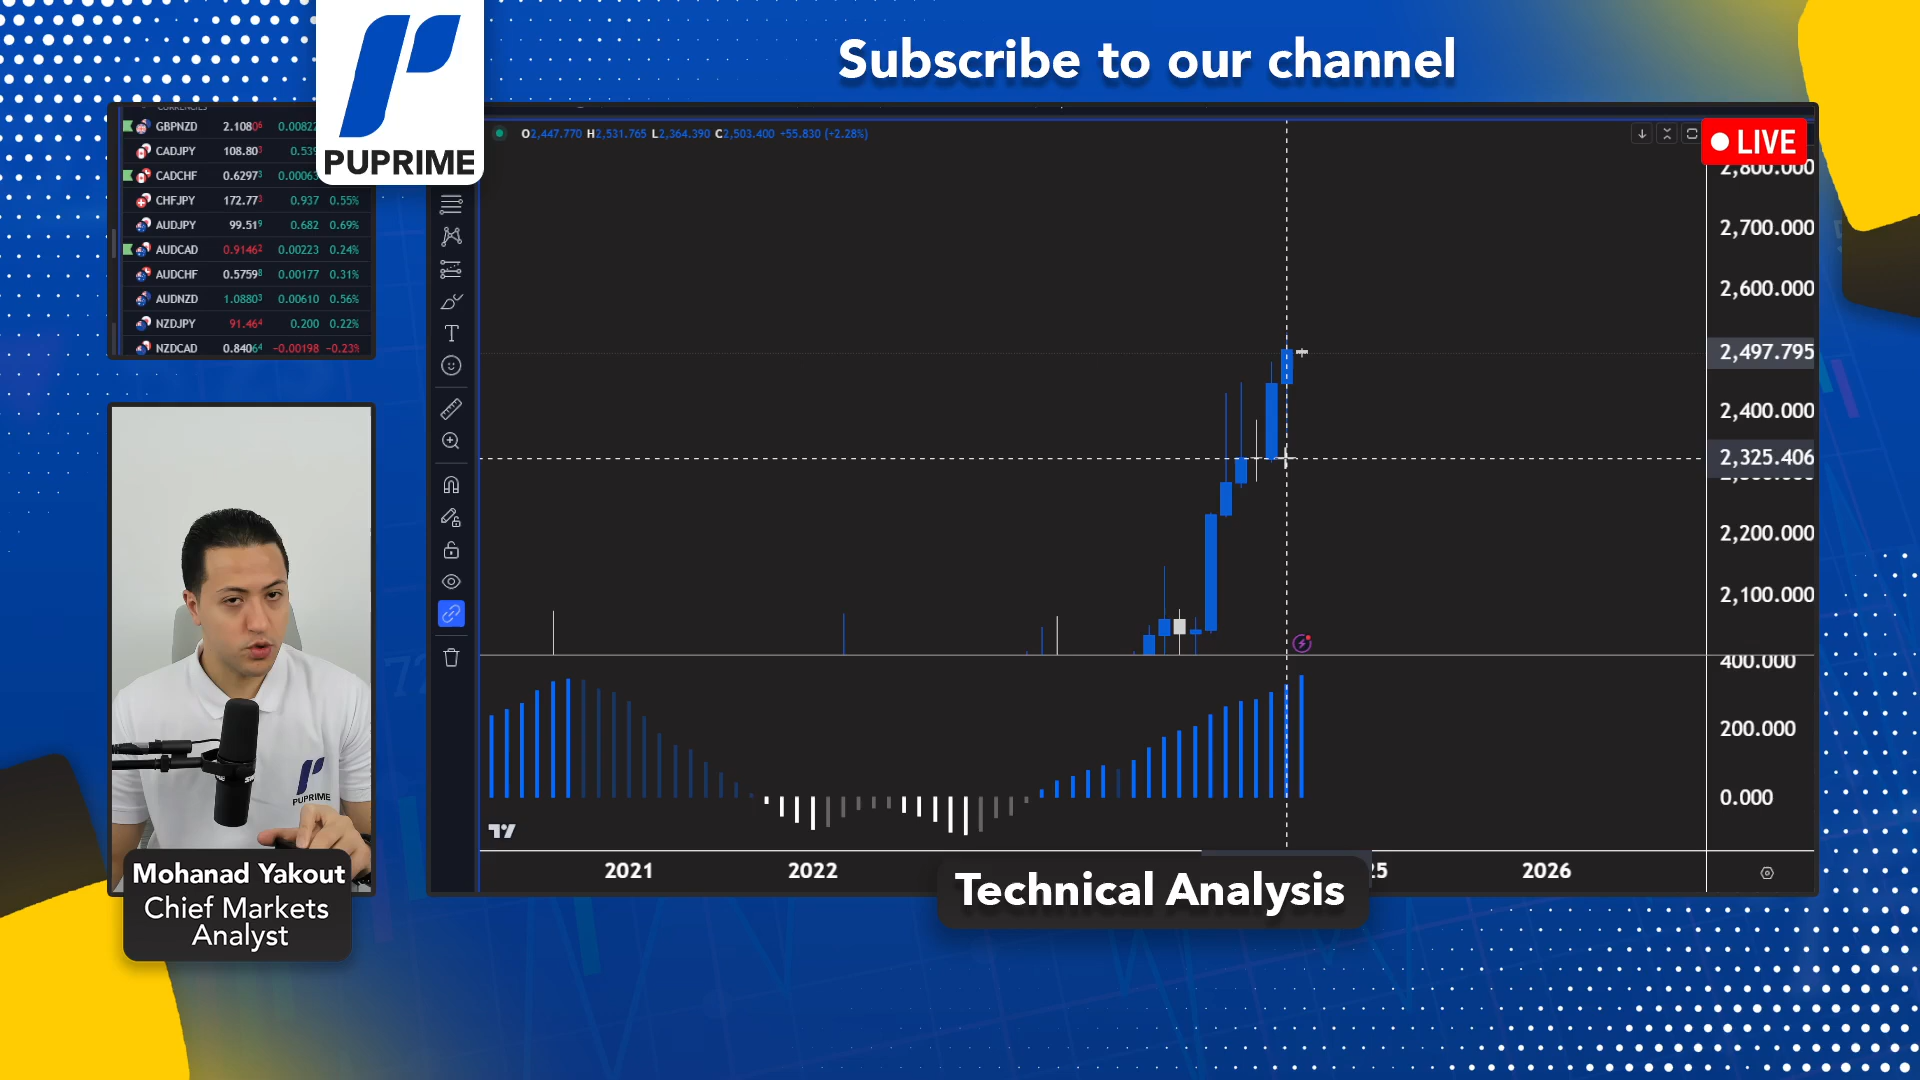 Subscribe to our channel
PUPRIME
LIVE
GBPNZD 2.1080⁶ 0.00822
CADJPY 108.80³ 0.539
CADCHF 0.6297³ 0.00063
CHFJPY 172.77³ 0.937 0.55%
AUDJPY 99.51⁹ 0.682 0.69%
AUDCAD 0.9146² 0.00223 0.24%
AUDCHF 0.5759⁸ 0.00177 0.31%
AUDNZD 1.0880³ 0.00610 0.56%
NZDJPY 91.46⁴ 0.200 0.22%
NZDCAD 0.8406⁴ −0.00198 −0.23%
O2,447.770 H2,531.765 L2,364.390 C2,503.400 +55.830 (+2.28%)
2,800.000
2,700.000
2,600.000
2,497.795
2,400.000
2,325.406
2,200.000
2,100.000
400.000
200.000
0.000
2021 2022 2026
PUPRIME
Mohanad Yakout
Chief Markets
Analyst
Technical Analysis